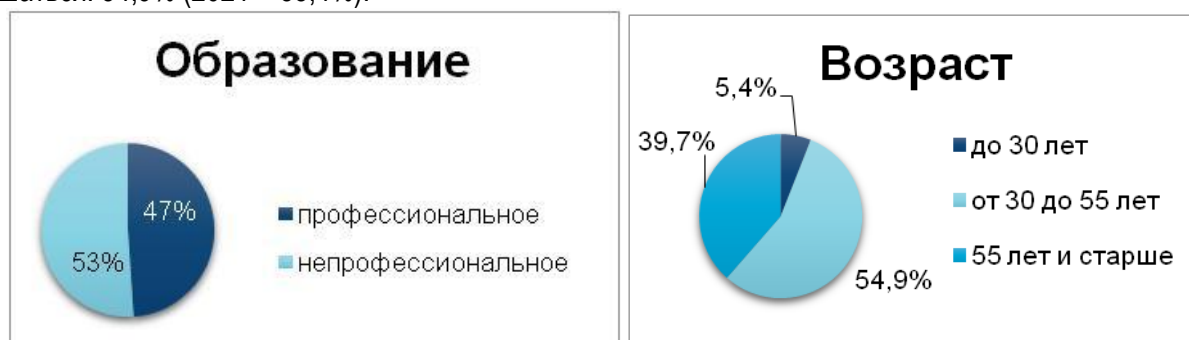 Образование
47%
53%
профессиональное
непрофессиональное
Возраст
5,4%
39,7%
54,9%
до 30 лет
от 30 до 55 лет
55 лет и старше